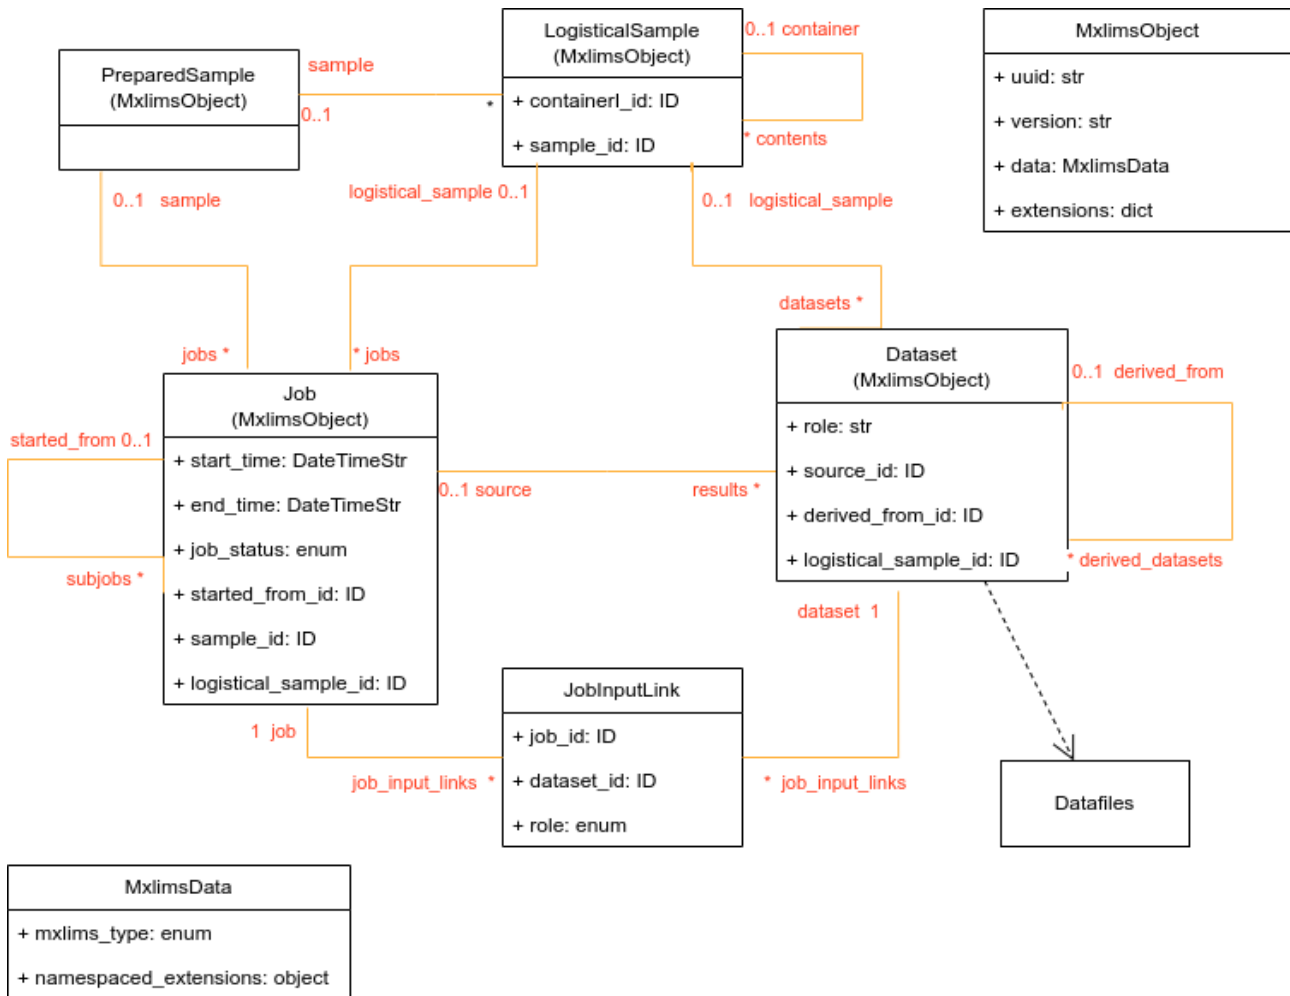 LogisticalSample
(MxlimsObject)
+ containerI_id: ID
+ sample_id: ID
0..1 container
* contents
MxlimsObject
+ uuid: str
+ version: str
+ data: MxlimsData
+ extensions: dict
PreparedSample
(MxlimsObject)
sample
0..1
*
0..1 sample
logistical_sample 0..1
0..1 logistical_sample
datasets *
jobs *
* jobs
Job
(MxlimsObject)
+ start_time: DateTimeStr
+ end_time: DateTimeStr
+ job_status: enum
+ started_from_id: ID
+ sample_id: ID
+ logistical_sample_id: ID
started_from 0..1
subjobs *
0..1 source
results *
Dataset
(MxlimsObject)
+ role: str
+ source_id: ID
+ derived_from_id: ID
+ logistical_sample_id: ID
0..1 derived_from
* derived_datasets
dataset 1
1 job
job_input_links *
JobInputLink
+ job_id: ID
+ dataset_id: ID
+ role: enum
* job_input_links
Datafiles
MxlimsData
+ mxlims_type: enum
+ namespaced_extensions: object